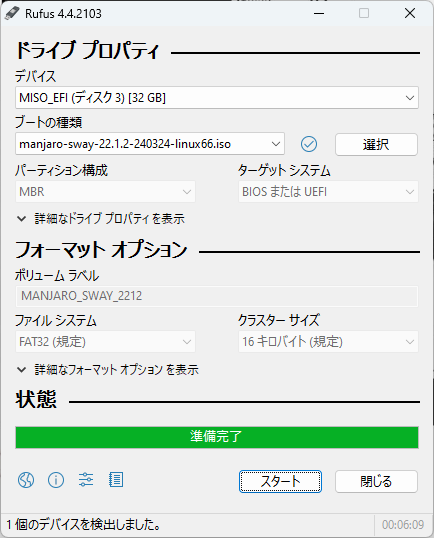 Rufus 4.4.2103
ドライブ プロパティ
デバイス
MISO_EFI (ディスク 3) [32 GB]
ブートの種類
manjaro-sway-22.1.2-240324-linux66.iso
選択
パーティション構成
ターゲット システム
MBR
BIOS または UEFI
詳細なドライブ プロパティを表示
フォーマット オプション
ボリューム ラベル
MANJARO_SWAY_2212
ファイル システム
クラスター サイズ
FAT32 (規定)
16 キロバイト (規定)
詳細なフォーマット オプション を表示
状態
準備完了
スタート
閉じる
1 個のデバイスを検出しました。
00:06:09